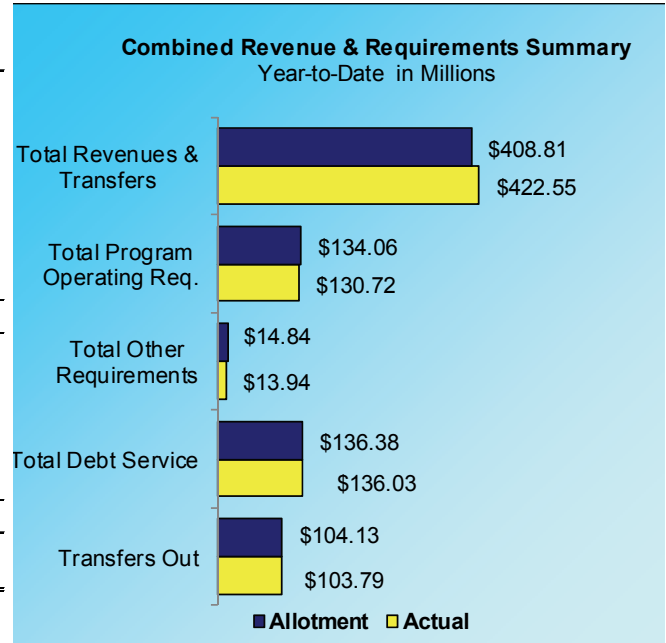 Combined Revenue & Requirements Summary
Year-to-Date in Millions
Total Revenues &
Transfers
$408.81
$422.55
Total Program
Operating Req.
$134.06
$130.72
Total Other
Requirements
$14.84
$13.94
Total Debt Service
$136.38
$136.03
Transfers Out
$104.13
$103.79
Allotment Actual